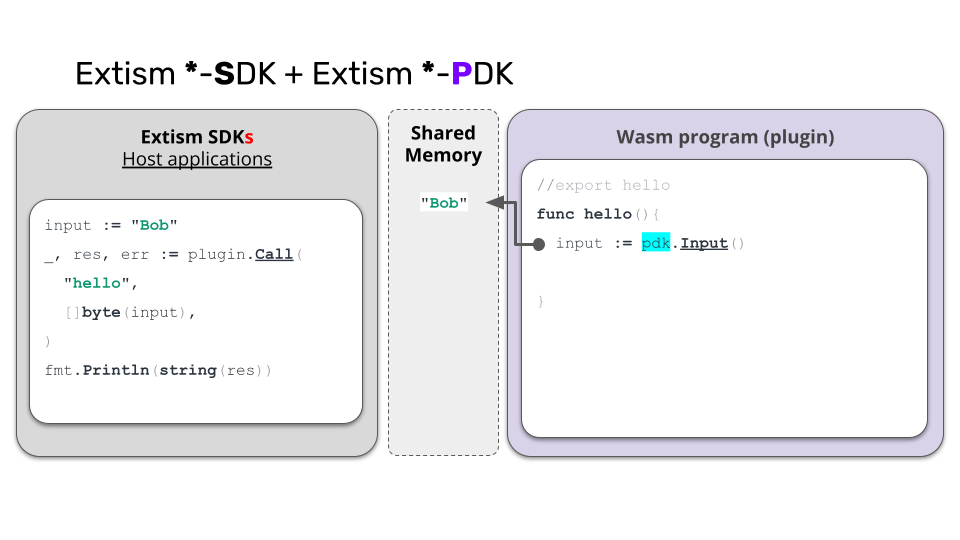 Extism *-SDK + Extism *-PDK
Extism SDKs
Host applications
input := "Bob"
_, res, err := plugin.Call(
"hello",
[]byte(input),
)
fmt.Println(string(res))
Shared
Memory
"Bob"
Wasm program (plugin)
//export hello
func hello(){
input := pdk.Input()
}